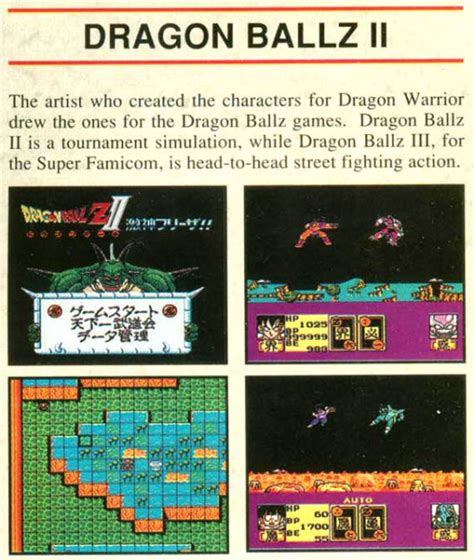 DRAGON BALLZ II
The artist who created the characters for Dragon Warrior
drew the ones for the Dragon Ballz games. Dragon Ballz
II is a tournament simulation, while Dragon Ballz III, for
the Super Famicom, is head-to-head street fighting action.
DRAGON BALL Z II
激神フリーザ!!
ゲームスタート
天下一武道会
データ管理
HP 1025
BP 99999
BE 988
AUTO
HP 60
BP 1700
BE 55